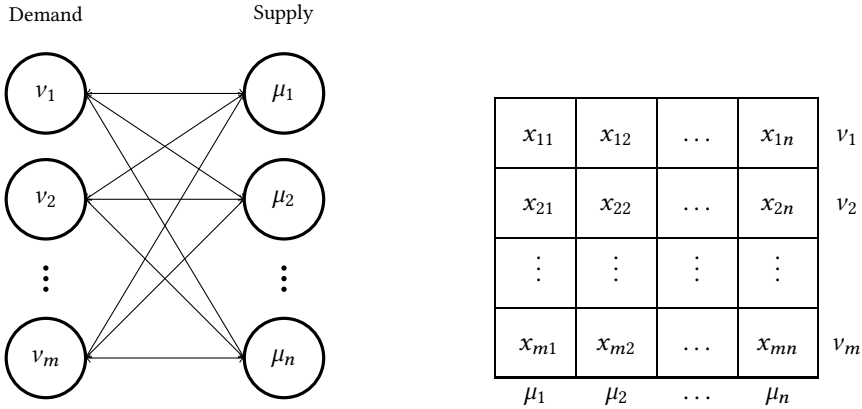 Demand Supply
ν₁ μ₁
ν₂ μ₂
⋮ ⋮
νₘ μₙ
x₁₁ x₁₂ … x₁ₙ ν₁
x₂₁ x₂₂ … x₂ₙ ν₂
⋮ ⋮ ⋮ ⋮
xₘ₁ xₘ₂ … xₘₙ νₘ
μ₁ μ₂ … μₙ